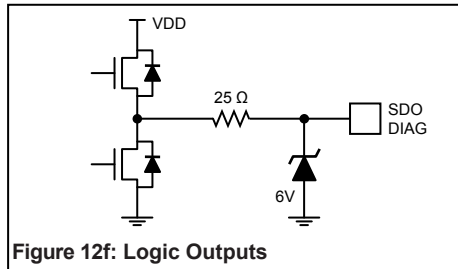 VDD
25 Ω
SDO
DIAG
6V
Figure 12f: Logic Outputs